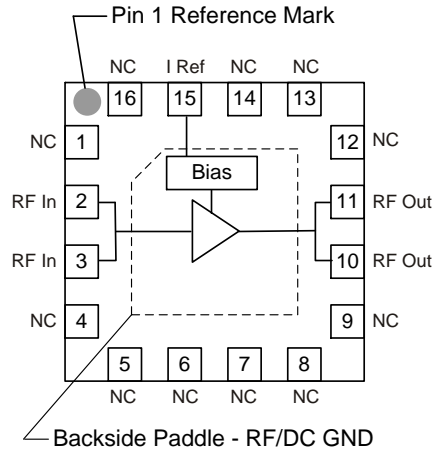 Pin 1 Reference Mark
NC I Ref NC NC
16 15 14 13
NC 1 12 NC
Bias
RF In 2 11 RF Out
RF In 3 10 RF Out
NC 4 9 NC
5 6 7 8
NC NC NC NC
Backside Paddle - RF/DC GND